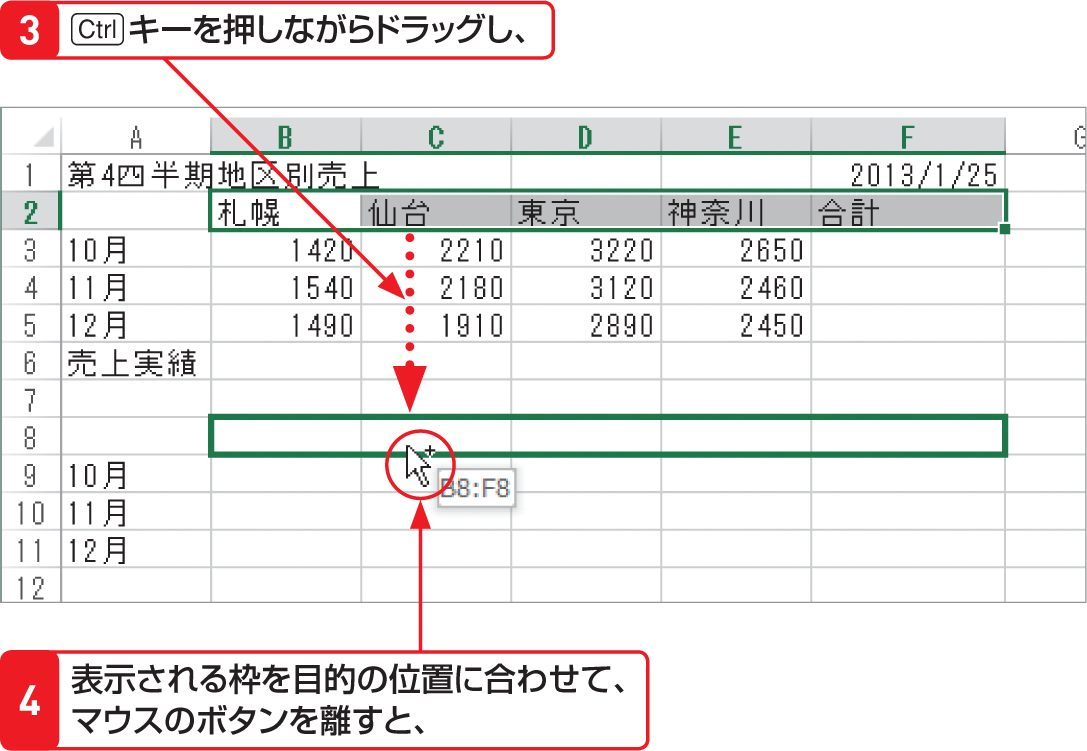 3 Ctrlキーを押しながらドラッグし、
A B C D E F G
1 第4四半期地区別売上 2013/1/25
2 札幌 仙台 東京 神奈川 合計
3 10月 1420 2210 3220 2650
4 11月 1540 2180 3120 2460
5 12月 1490 1910 2890 2450
6 売上実績
7
8
B8:F8
9 10月
10 11月
11 12月
12
4 表示される枠を目的の位置に合わせて、
マウスのボタンを離すと、